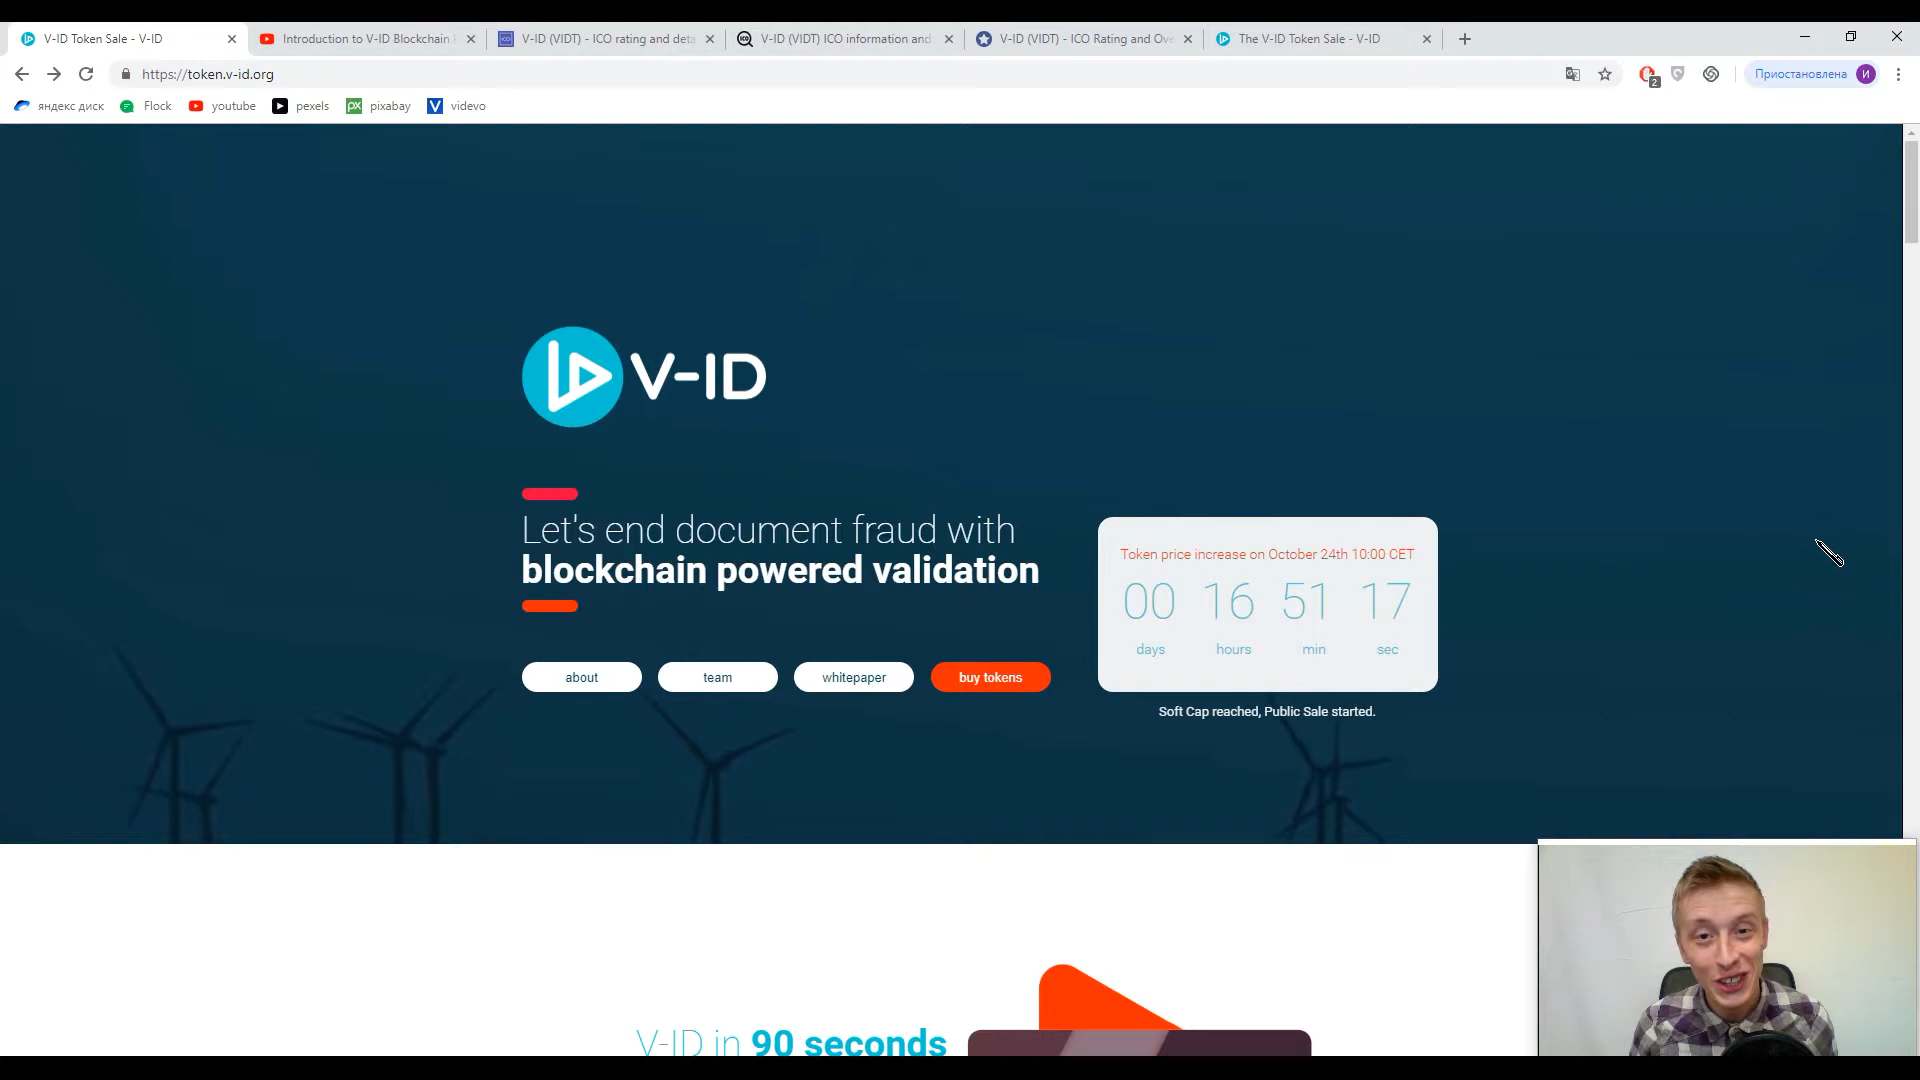 V-ID Token Sale - V-ID
Introduction to V-ID Blockchain
V-ID (VIDT) - ICO rating and deta
V-ID (VIDT) ICO information and
V-ID (VIDT) - ICO Rating and Ove
The V-ID Token Sale - V-ID
https://token.v-id.org
2
Приостановлена
И
яндекс диск
Flock
youtube
pexels
pixabay
videvo
V-ID
Let's end document fraud with
blockchain powered validation
Token price increase on October 24th 10:00 CET
00 16 51 17
days hours min sec
about
team
whitepaper
buy tokens
Soft Cap reached, Public Sale started.
V-ID in 90 seconds